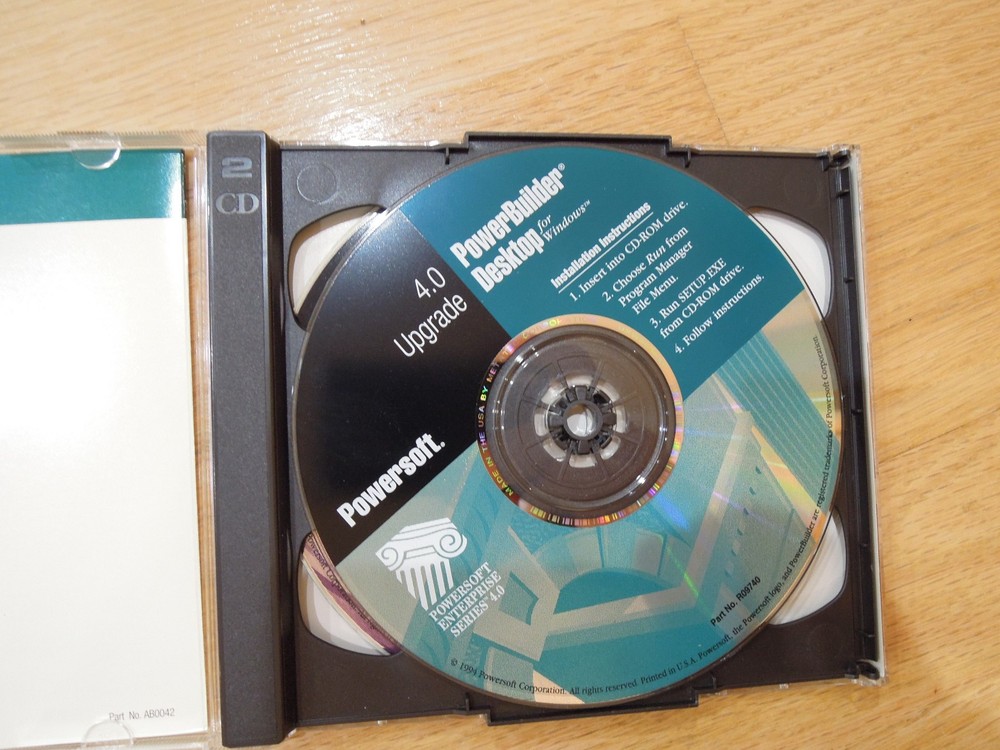 2
CD
PowerBuilder®
Desktop for
Windows™
Installation Instructions
1. Insert into CD-ROM drive.
2. Choose Run from
Program Manager
File Menu.
3. Run SETUP.EXE
from CD-ROM drive.
4. Follow instructions.
4.0
Upgrade
Powersoft.
MADE IN THE USA BY
POWERSOFT
ENTERPRISE
SERIES™ 4.0
Part No. R09740
© 1994 Powersoft Corporation. All rights reserved. Printed in U.S.A. Powersoft, the Powersoft logo, and PowerBuilder are registered trademarks of Powersoft Corporation.
Part No. AB0042